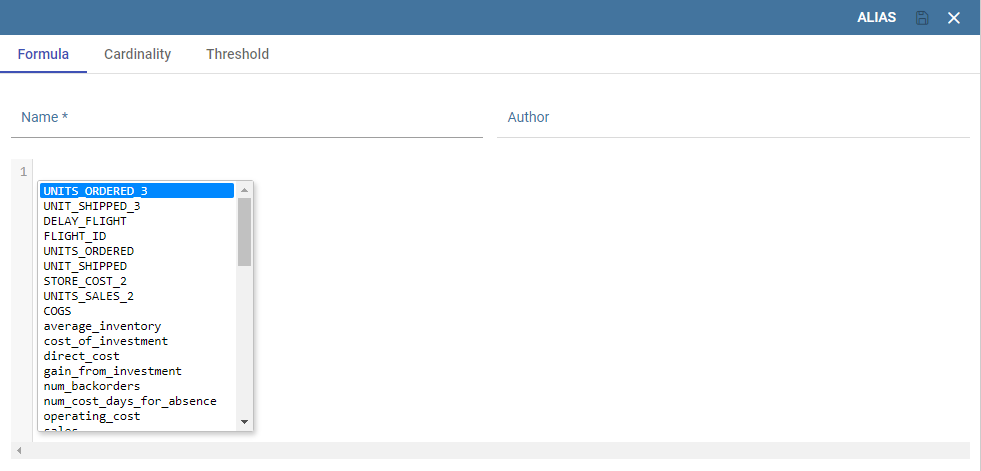 ALIAS
Formula Cardinality Threshold
Name * Author
1
UNITS_ORDERED_3
UNIT_SHIPPED_3
DELAY_FLIGHT
FLIGHT_ID
UNITS_ORDERED
UNIT_SHIPPED
STORE_COST_2
UNITS_SALES_2
COGS
average_inventory
cost_of_investment
direct_cost
gain_from_investment
num_backorders
num_cost_days_for_absence
operating_cost
sales